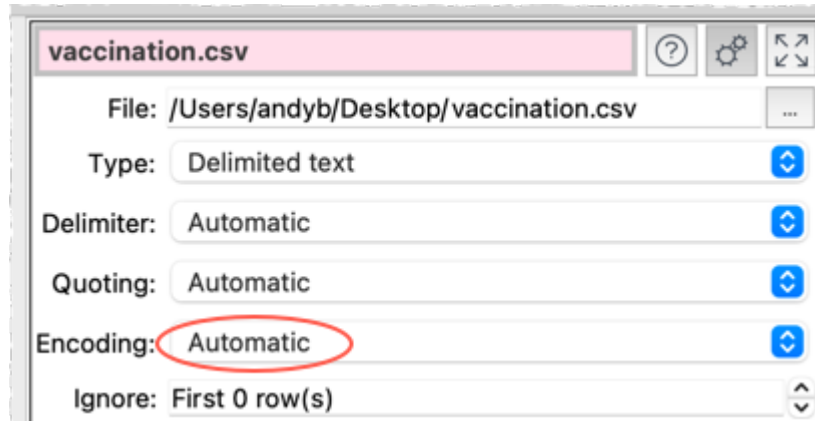 vaccination.csv ?
File: /Users/andyb/Desktop/vaccination.csv ...
Type: Delimited text
Delimiter: Automatic
Quoting: Automatic
Encoding: Automatic
Ignore: First 0 row(s)